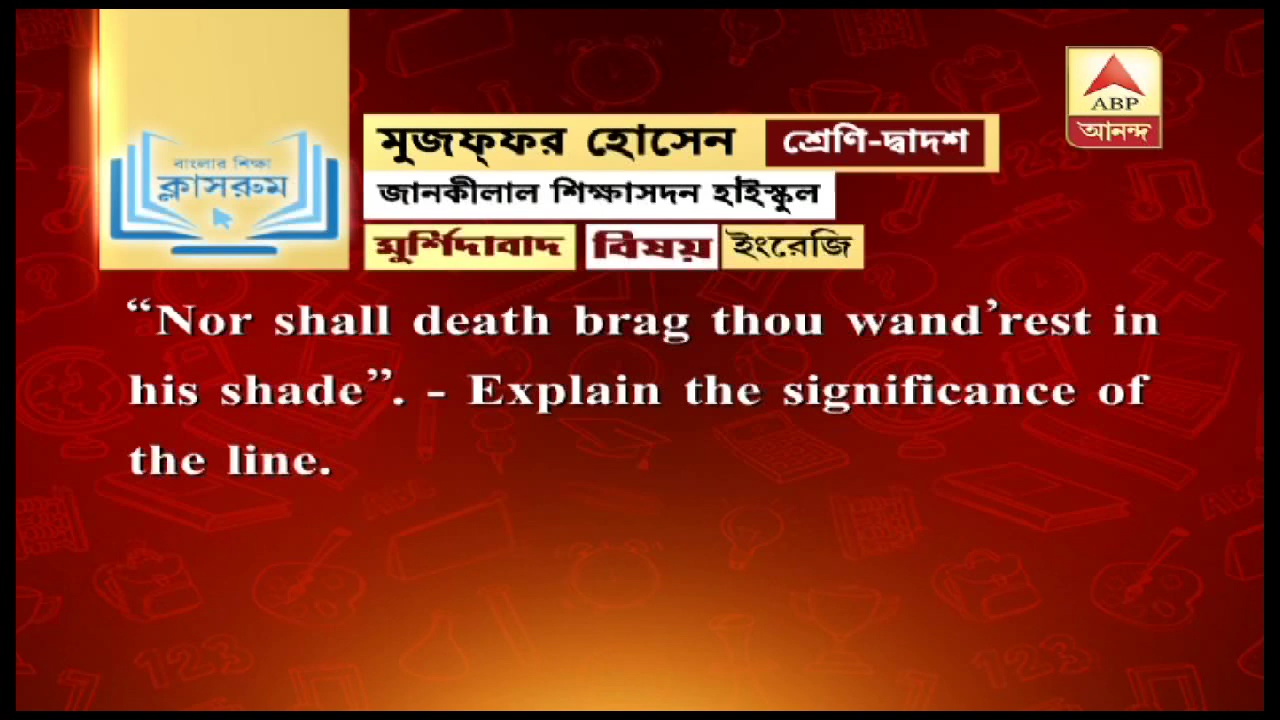 ABP
আনন্দ
মুজফ্‌ফর হোসেন শ্রেণি-দ্বাদশ
বাংলার শিক্ষা
ক্লাসরুম
জানকীলাল শিক্ষাসদন হাইস্কুল
মুর্শিদাবাদ বিষয় ইংরেজি
“Nor shall death brag thou wand’rest in
his shade”. - Explain the significance of
the line.